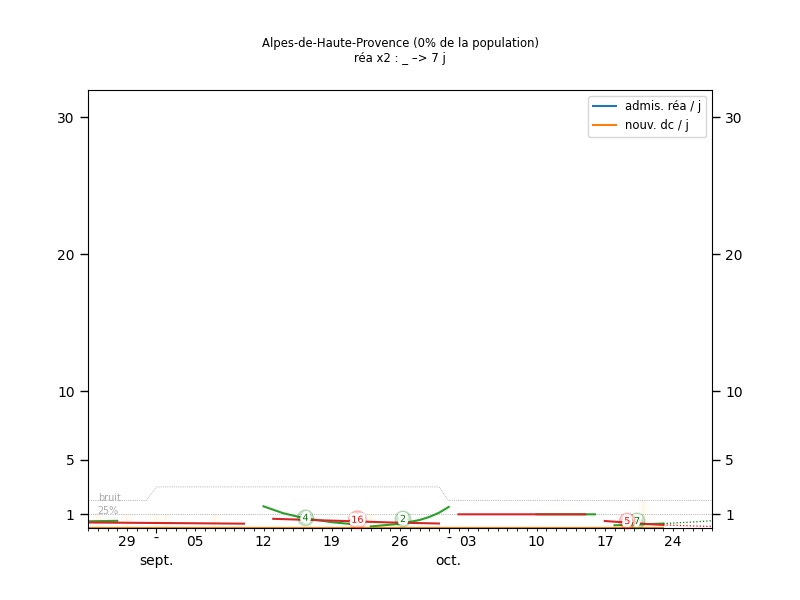 Alpes-de-Haute-Provence (0% de la population)
réa x2 : _ –> 7 j
admis. réa / j
nouv. dc / j
30 30
20 20
10 10
5 5
bruit
25%
1 1
4 16 2 5 7
29 - 05 12 19 26 - 03 10 17 24
sept. oct.